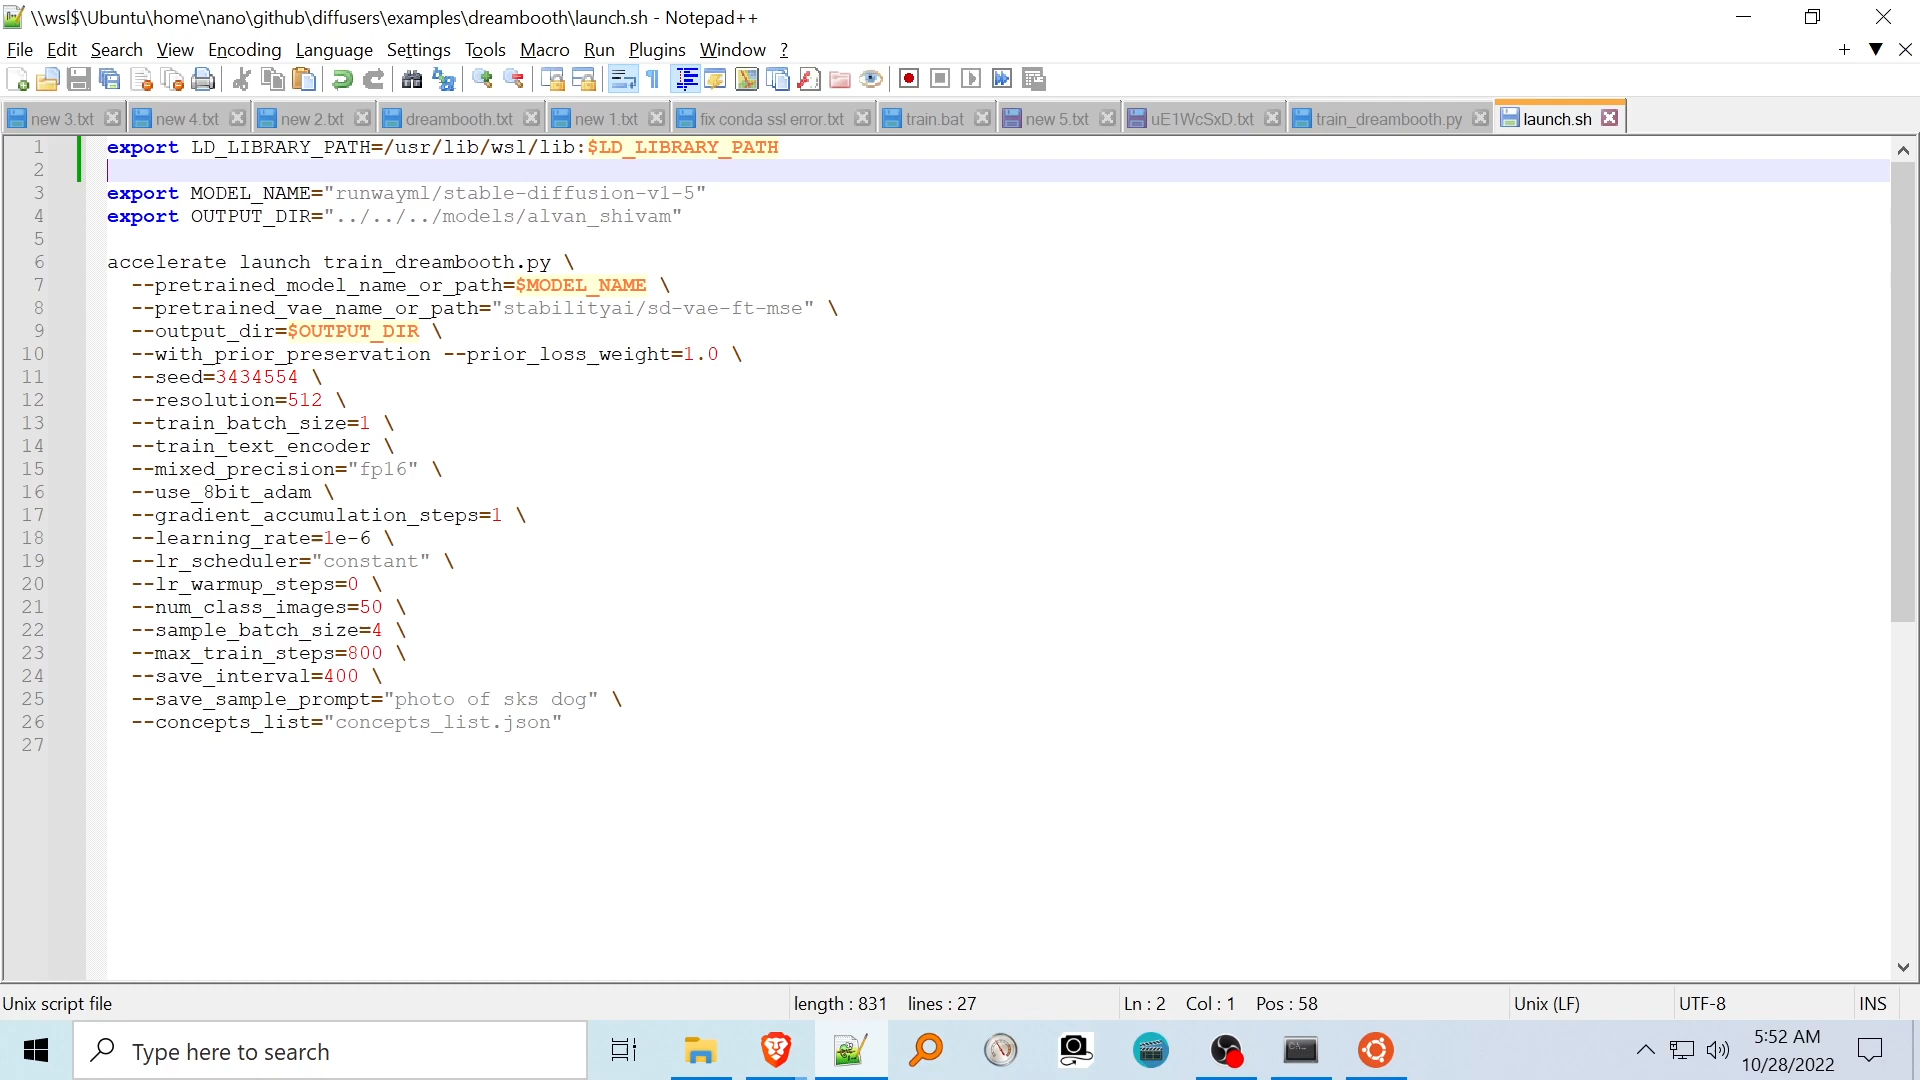 \\wsl$\Ubuntu\home\nano\github\diffusers\examples\dreambooth\launch.sh - Notepad++
File Edit Search View Encoding Language Settings Tools Macro Run Plugins Window ?
new 3.txt new 4.txt new 2.txt dreambooth.txt new 1.txt fix conda ssl error.txt train.bat new 5.txt uE1WcSxD.txt train_dreambooth.py launch.sh
1 export LD_LIBRARY_PATH=/usr/lib/wsl/lib:$LD_LIBRARY_PATH
2
3 export MODEL_NAME="runwayml/stable-diffusion-v1-5"
4 export OUTPUT_DIR="../../../models/alvan_shivam"
5
6 accelerate launch train_dreambooth.py \
7 --pretrained_model_name_or_path=$MODEL_NAME \
8 --pretrained_vae_name_or_path="stabilityai/sd-vae-ft-mse" \
9 --output_dir=$OUTPUT_DIR \
10 --with_prior_preservation --prior_loss_weight=1.0 \
11 --seed=3434554 \
12 --resolution=512 \
13 --train_batch_size=1 \
14 --train_text_encoder \
15 --mixed_precision="fp16" \
16 --use_8bit_adam \
17 --gradient_accumulation_steps=1 \
18 --learning_rate=1e-6 \
19 --lr_scheduler="constant" \
20 --lr_warmup_steps=0 \
21 --num_class_images=50 \
22 --sample_batch_size=4 \
23 --max_train_steps=800 \
24 --save_interval=400 \
25 --save_sample_prompt="photo of sks dog" \
26 --concepts_list="concepts_list.json"
27
Unix script file length : 831 lines : 27 Ln : 2 Col : 1 Pos : 58 Unix (LF) UTF-8 INS
Type here to search
5:52 AM
10/28/2022